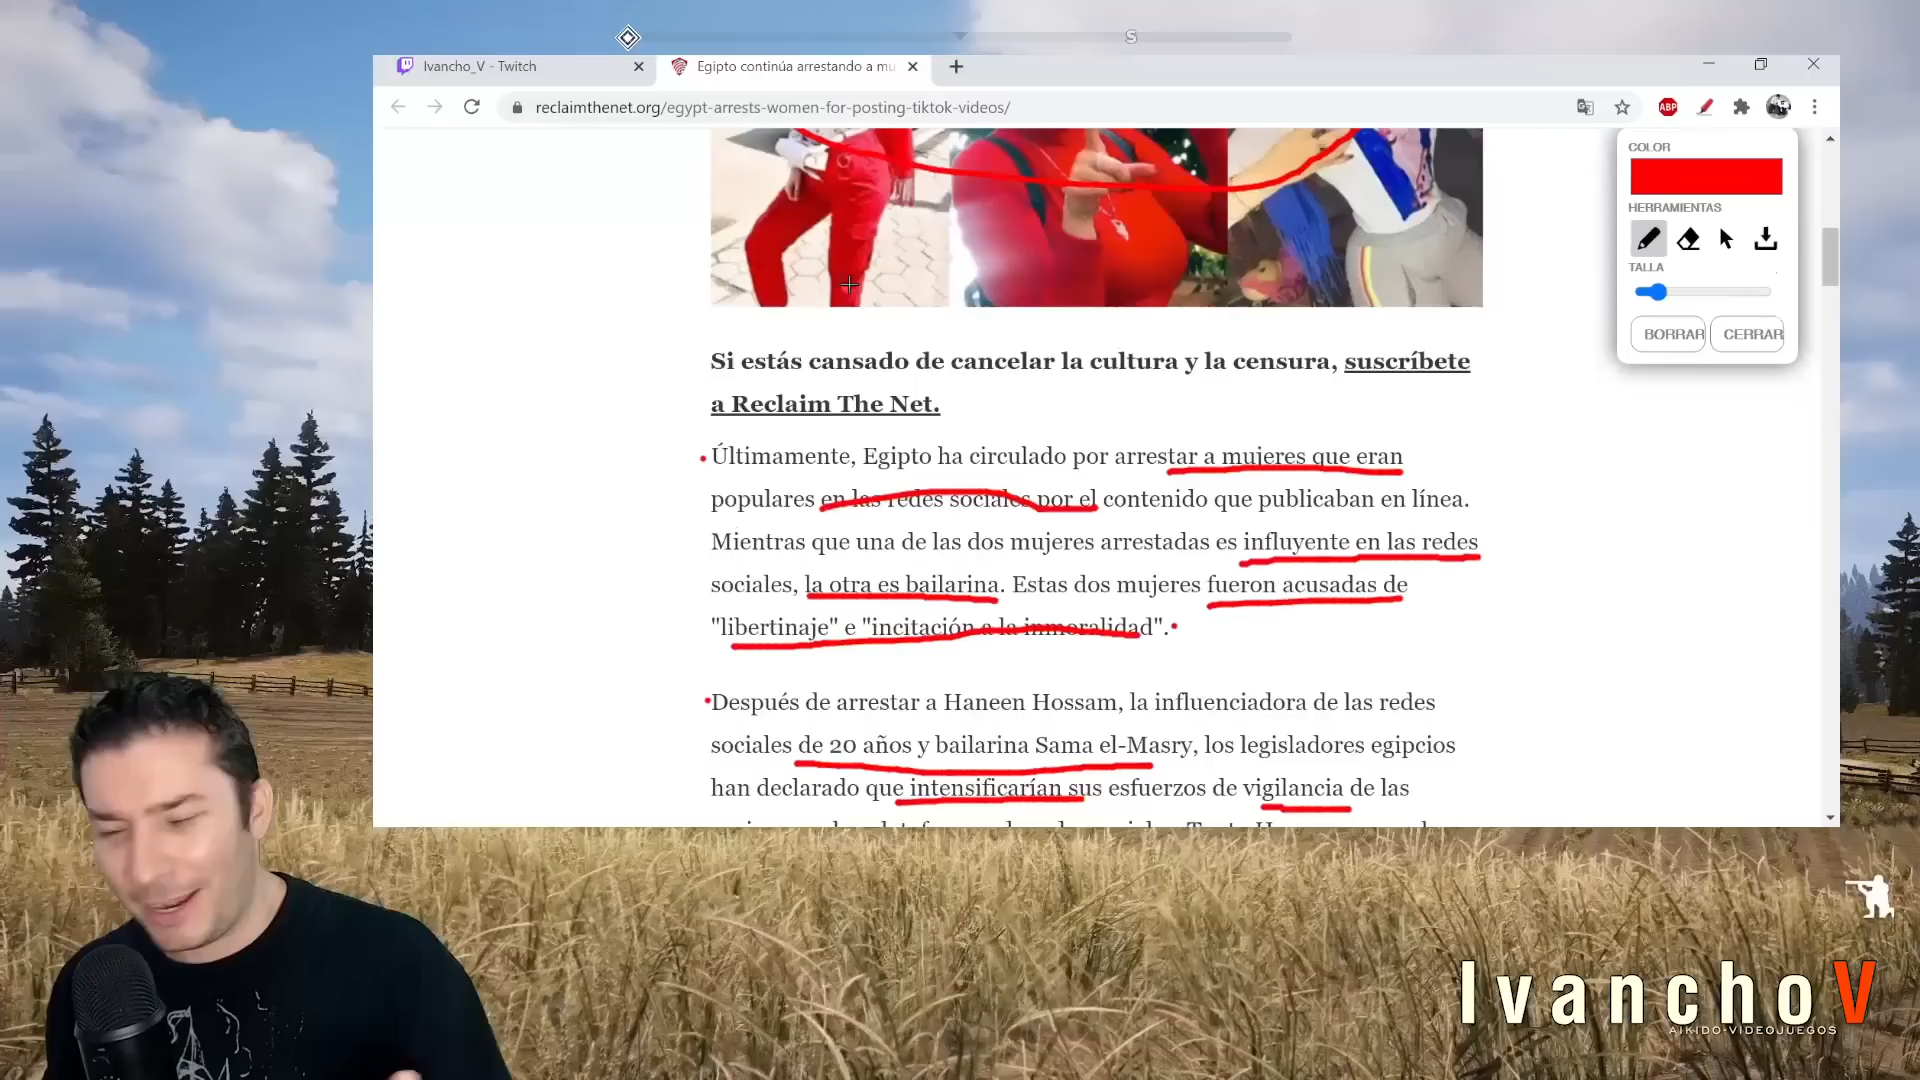 S
Ivancho_V - Twitch
Egipto continúa arrestando a mu
reclaimthenet.org/egypt-arrests-women-for-posting-tiktok-videos/
ABP
COLOR
HERRAMIENTAS
TALLA
BORRAR
CERRAR
Si estás cansado de cancelar la cultura y la censura, suscríbete
a Reclaim The Net.
Últimamente, Egipto ha circulado por arrestar a mujeres que eran
populares en las redes sociales por el contenido que publicaban en línea.
Mientras que una de las dos mujeres arrestadas es influyente en las redes
sociales, la otra es bailarina. Estas dos mujeres fueron acusadas de
"libertinaje" e "incitación a la inmoralidad".
Después de arrestar a Haneen Hossam, la influenciadora de las redes
sociales de 20 años y bailarina Sama el-Masry, los legisladores egipcios
han declarado que intensificarían sus esfuerzos de vigilancia de las
IvanchoV
AIKIDO-VIDEOJUEGOS